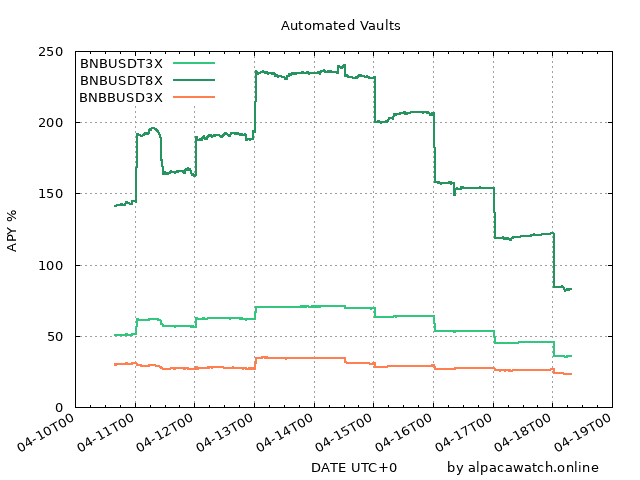 Automated Vaults
BNBUSDT3X
BNBUSDT8X
BNBBUSD3X
250
200
150
100
50
0
APY %
04-10T00
04-11T00
04-12T00
04-13T00
04-14T00
04-15T00
04-16T00
04-17T00
04-18T00
04-19T00
DATE UTC+0
by alpacawatch.online